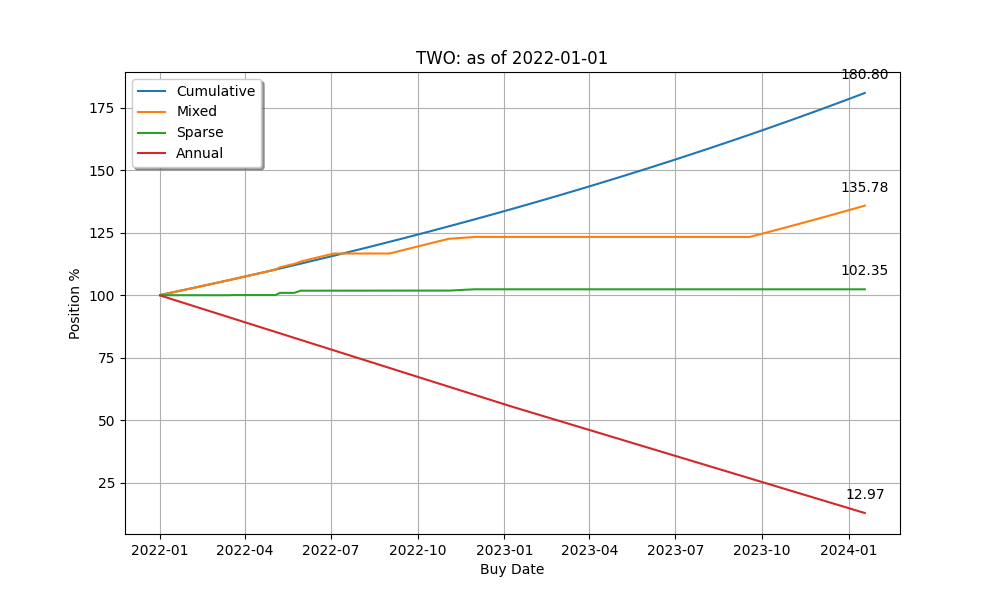 TWO: as of 2022-01-01
180.80
Cumulative
Mixed
Sparse
Annual
175
150
135.78
125
102.35
100
75
50
25
12.97
Position %
2022-01 2022-04 2022-07 2022-10 2023-01 2023-04 2023-07 2023-10 2024-01
Buy Date